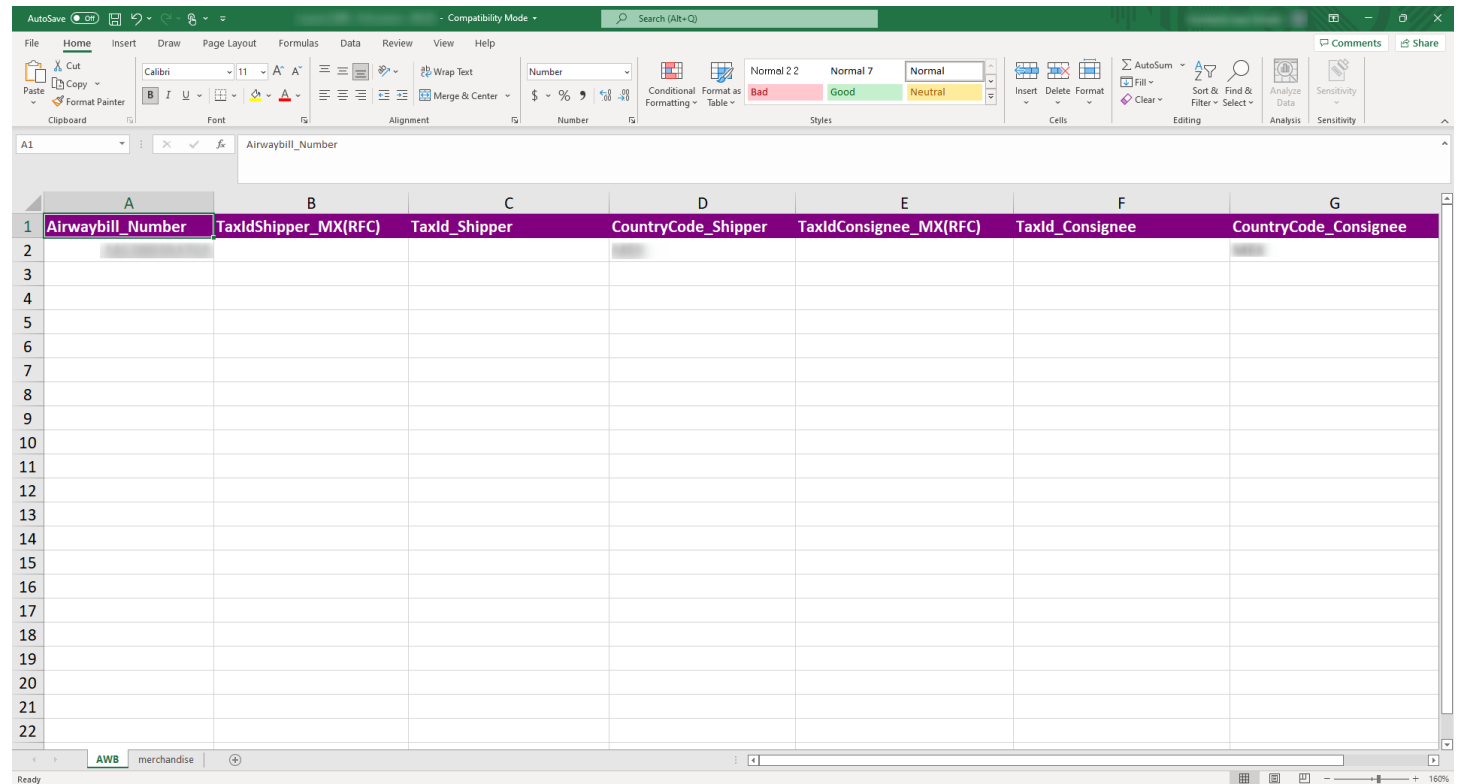 AutoSave Off - Compatibility Mode Search (Alt+Q)
File Home Insert Draw Page Layout Formulas Data Review View Help Comments Share
Paste Cut Copy Format Painter
Calibri 11 A^ A˅
B I U A
Wrap Text
Merge & Center
Number
$ % 9 .00
Conditional Formatting Format as Table
Normal 2 2 Normal 7 Normal
Bad Good Neutral
Insert Delete Format
AutoSum Fill Clear
Sort & Filter Find & Select
Analyze Data
Sensitivity
Clipboard Font Alignment Number Styles Cells Editing Analysis Sensitivity
A1 fx Airwaybill_Number
A B C D E F G
1 Airwaybill_Number TaxIdShipper_MX(RFC) TaxId_Shipper CountryCode_Shipper TaxIdConsignee_MX(RFC) TaxId_Consignee CountryCode_Consignee
2
3
4
5
6
7
8
9
10
11
12
13
14
15
16
17
18
19
20
21
22
AWB merchandise
Ready 160%